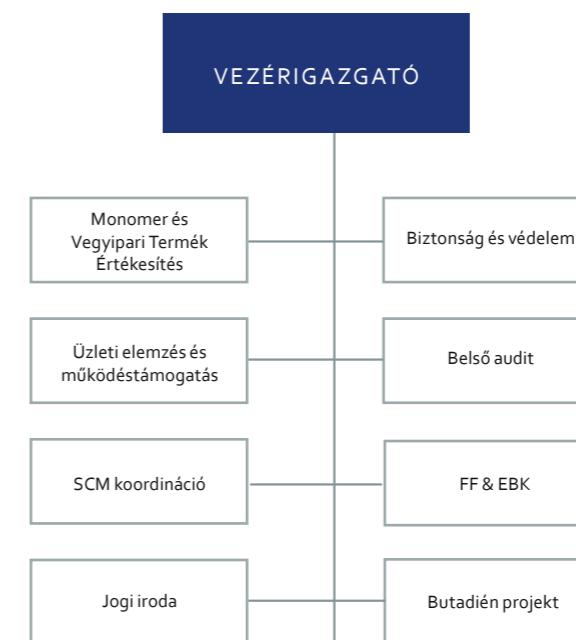 VEZÉRIGAZGATÓ
Monomer és
Vegyipari Termék
Értékesítés
Biztonság és védelem
Üzleti elemzés és
működéstámogatás
Belső audit
SCM koordináció
FF & EBK
Jogi iroda
Butadién projekt